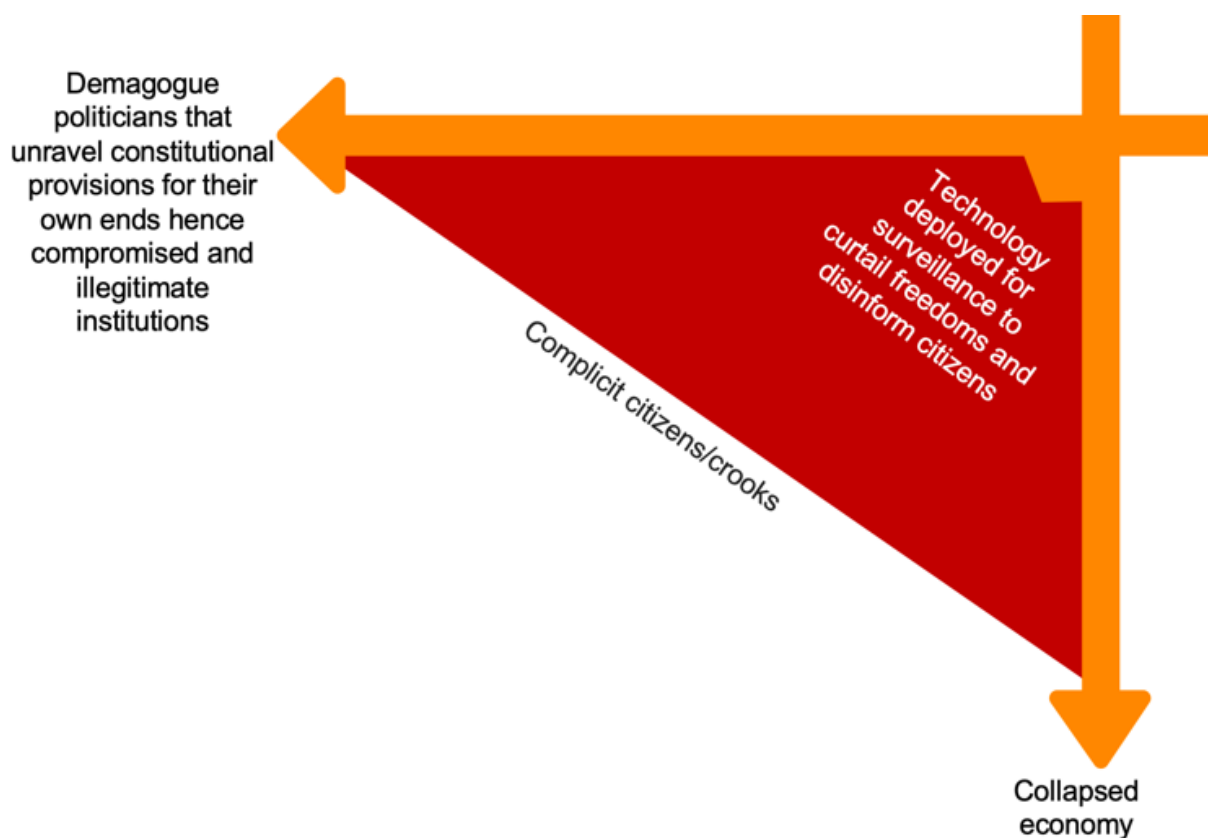 Demagogue
politicians that
unravel constitutional
provisions for their
own ends hence
compromised and
illegitimate
institutions
Technology
deployed for
surveillance to
curtail freedoms and
disinform citizens
Complicit citizens/crooks
Collapsed
economy